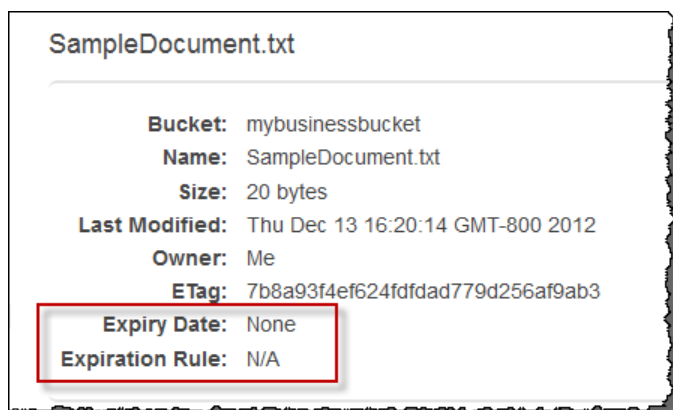 SampleDocument.txt
Bucket: mybusinessbucket
Name: SampleDocument.txt
Size: 20 bytes
Last Modified: Thu Dec 13 16:20:14 GMT-800 2012
Owner: Me
ETag: 7b8a93f4ef624fdfdad779d256af9ab3
Expiry Date: None
Expiration Rule: N/A